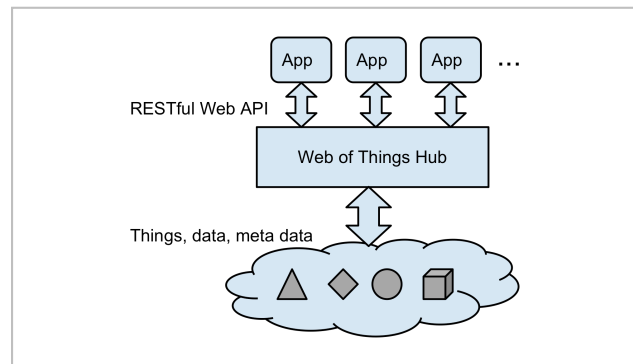 App App App ...
RESTful Web API
Web of Things Hub
Things, data, meta data